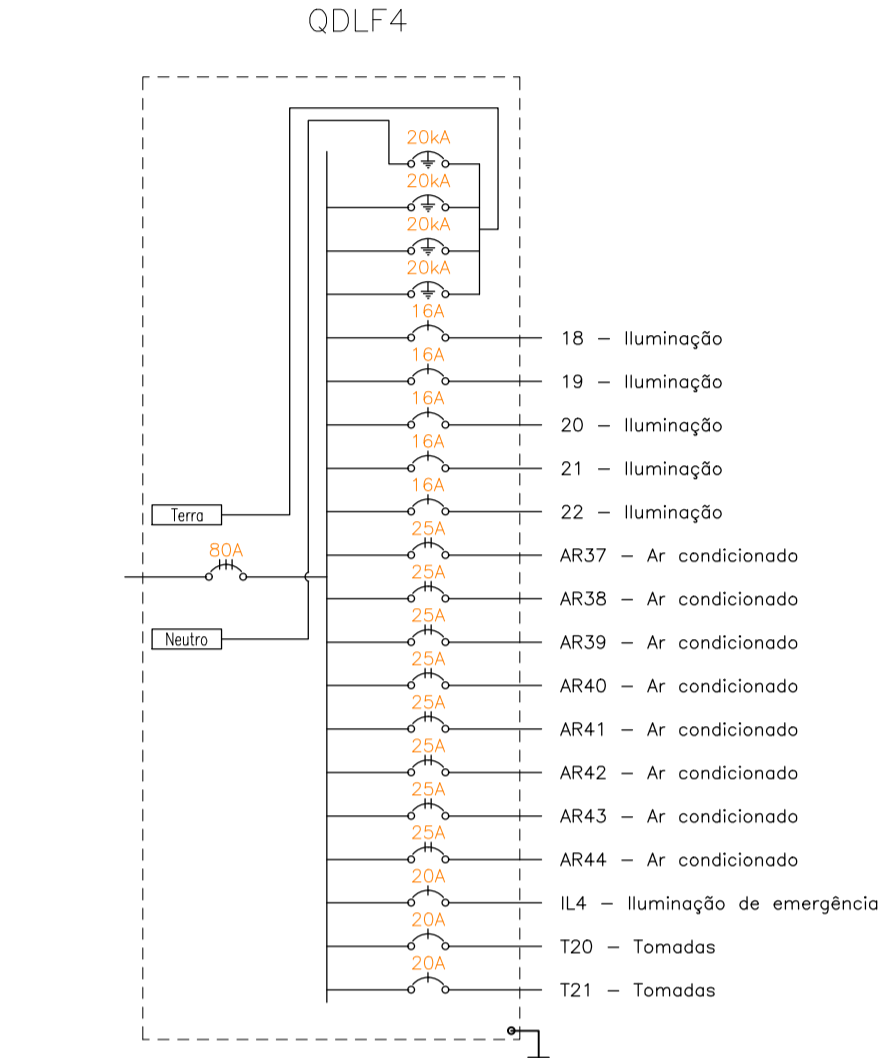 QDLF4
20kA
20kA
20kA
20kA
16A
18 – Iluminação
16A
19 – Iluminação
16A
20 – Iluminação
16A
21 – Iluminação
16A
22 – Iluminação
Terra
25A
AR37 – Ar condicionado
80A
25A
AR38 – Ar condicionado
25A
AR39 – Ar condicionado
Neutro
25A
AR40 – Ar condicionado
25A
AR41 – Ar condicionado
25A
AR42 – Ar condicionado
25A
AR43 – Ar condicionado
25A
AR44 – Ar condicionado
20A
IL4 – Iluminação de emergência
20A
T20 – Tomadas
20A
T21 – Tomadas